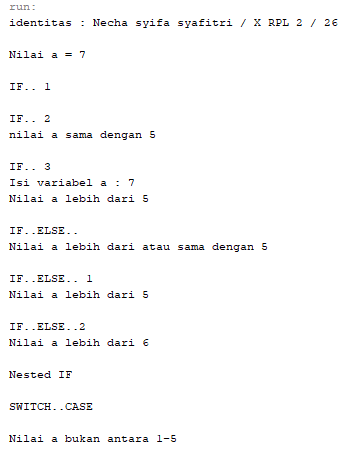 run:
identitas : Necha syifa syafitri / X RPL 2 / 26
Nilai a = 7
IF.. 1
IF.. 2
nilai a sama dengan 5
IF.. 3
Isi variabel a : 7
Nilai a lebih dari 5
IF..ELSE..
Nilai a lebih dari atau sama dengan 5
IF..ELSE.. 1
Nilai a lebih dari 5
IF..ELSE..2
Nilai a lebih dari 6
Nested IF
SWITCH..CASE
Nilai a bukan antara 1-5